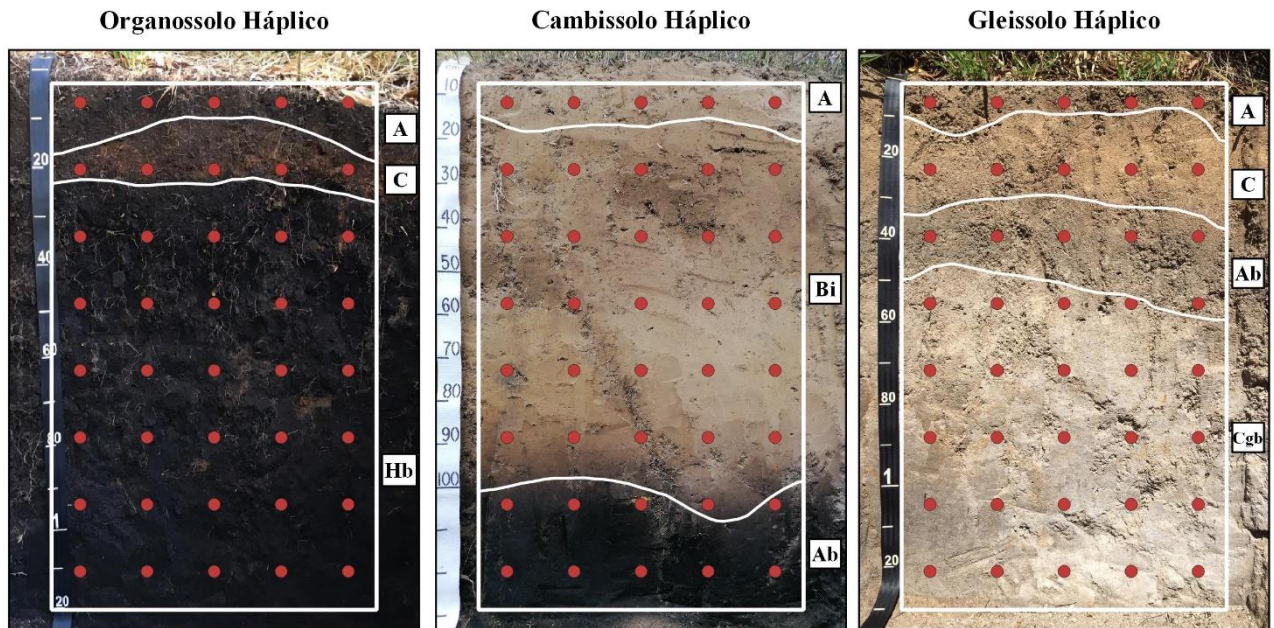 Organossolo Háplico
Cambissolo Háplico
Gleissolo Háplico
A
C
Hb
20
40
60
80
1
20
A
Bi
Ab
10
20
30
40
50
60
70
80
90
100
A
C
Ab
Cgb
20
40
60
80
1
20